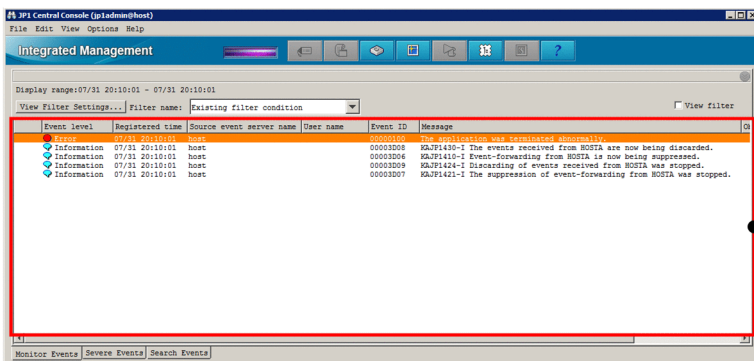 JP1 Central Console (jp1admin@host)
File Edit View Options Help
Integrated Management
?
Display range:07/31 20:10:01 - 07/31 20:10:01
View Filter Settings... Filter name: Existing filter condition View filter
Event level Registered time Source event server name User name Event ID Message Ob
Error 07/31 20:10:01 host 00000100 The application was terminated abnormally.
Information 07/31 20:10:01 host 00003D08 KAJP1430-I The events received from HOSTA are now being discarded.
Information 07/31 20:10:01 host 00003D06 KAJP1410-I Event-forwarding from HOSTA is now being suppressed.
Information 07/31 20:10:01 host 00003D09 KAJP1424-I Discarding of events received from HOSTA was stopped.
Information 07/31 20:10:01 host 00003D07 KAJP1421-I The suppression of event-forwarding from HOSTA was stopped.
Monitor Events Severe Events Search Events